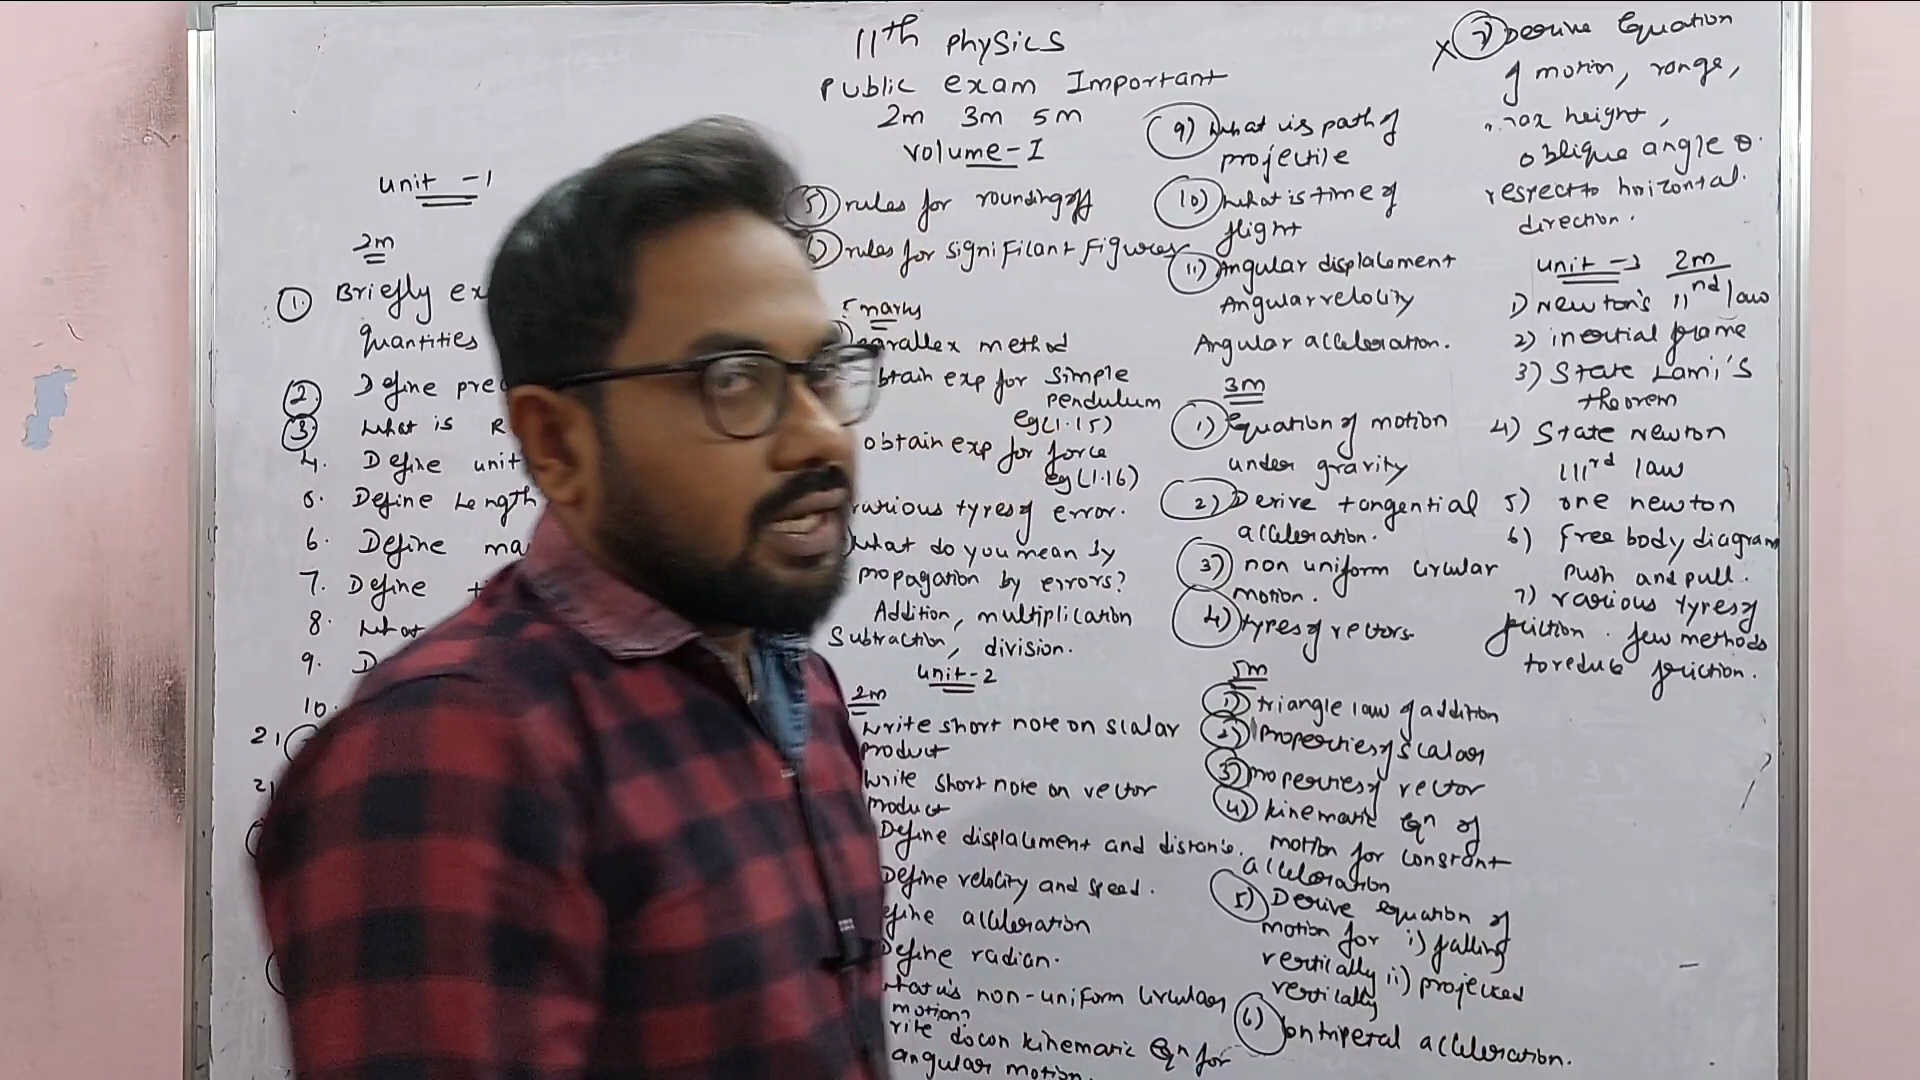 11th physics
public exam Important
2m 3m 5m
volume-I
unit -1
2m
1. Briefly
quantities
2. Define
3. what is
4. Define unit
5. Define Length
6. Define
7. Define
8. what
9.
10.
5) rules for roundingoff
6) rules for significant figures
5 marks
parallex method
obtain exp for simple
pendulum
eg(1.15)
obtain exp for force
eg(1.16)
various types of error.
what do you mean by
propagation by errors?
Addition, multiplication
Subtraction, division.
unit-2
2m
write short note on scalar
product
write short note on vector
product
Define displacement and distance.
Define velocity and speed.
Define acceleration
Define radian.
what is non-uniform circular
motion?
kinematic Eqn for
angular motion.
9) what is path of
projectile
10) what is time of
flight
11) Angular displacement
Angular velocity
Angular acceleration.
3m
1) Equation of motion
under gravity
2) Derive tangential
acceleration.
3) non uniform circular
motion.
4) types of vectors
5m
1) triangle law of addition
2) properties of scalar
3) properties of vector
4) kinematic Eqn of
motion for constant
acceleration
5) Derive equation of
motion for i) falling
vertically ii) projected
vertically
6) centripetal acceleration.
x 7) Derive Equation
of motion, range,
max height,
oblique angle θ.
respect to horizontal.
direction.
unit -3 2m
1) Newton's IInd law
2) inertial frame
3) State Lami's
theorem
4) State newton
IIIrd law
5) one newton
6) free body diagram
push and pull.
7) various types of
friction. few methods
to reduce friction.